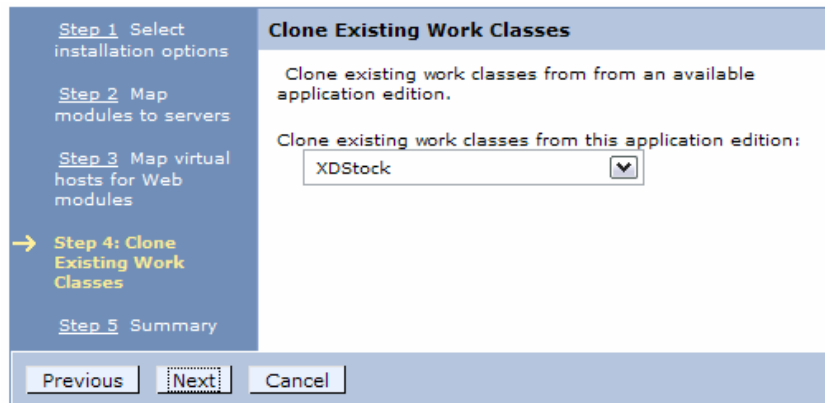 Step 1 Select
installation options
Step 2 Map
modules to servers
Step 3 Map virtual
hosts for Web
modules
Step 4: Clone
Existing Work
Classes
Step 5 Summary
Clone Existing Work Classes
Clone existing work classes from from an available
application edition.
Clone existing work classes from this application edition:
XDStock
Previous Next Cancel